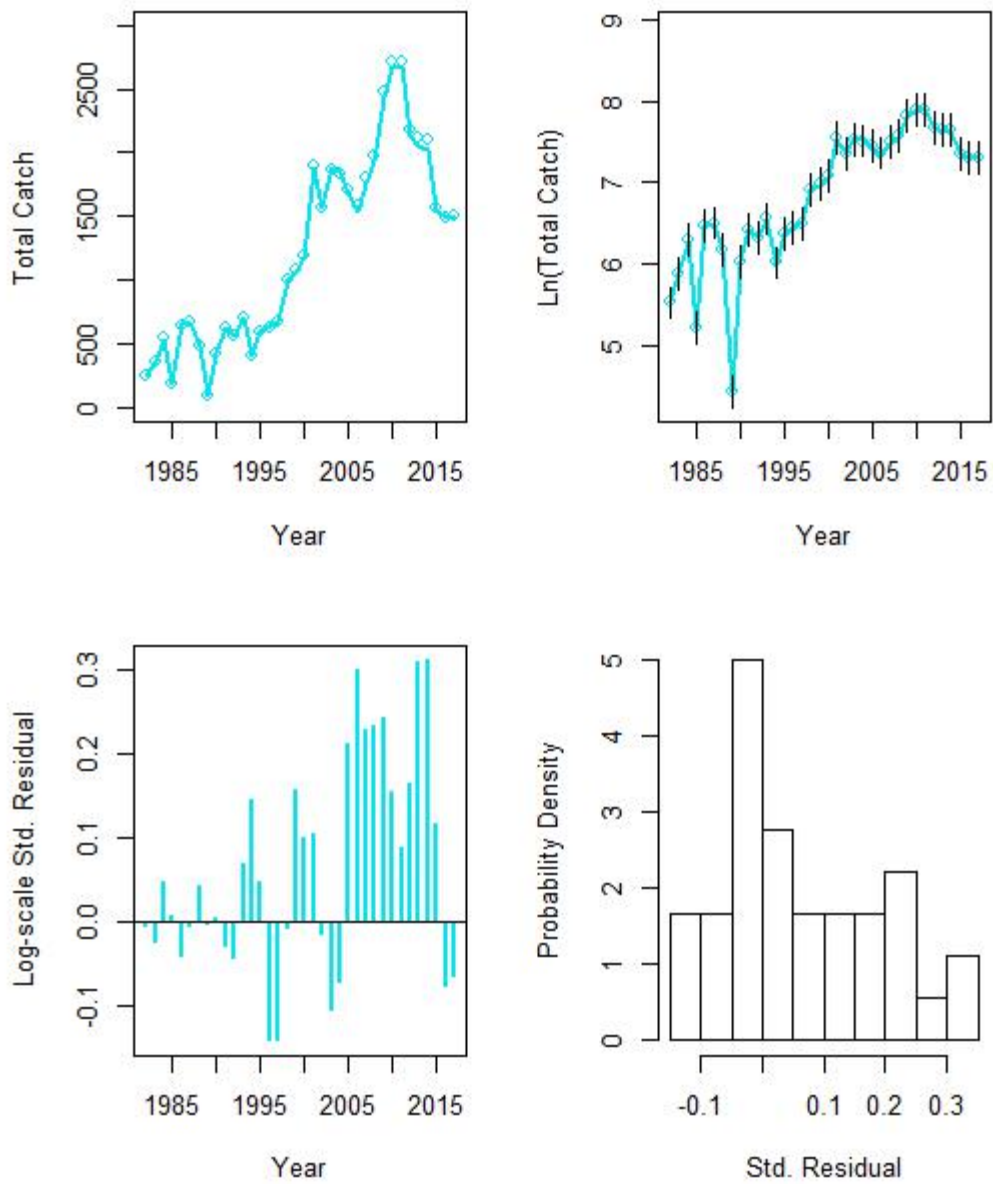 Total Catch
0
500
1500
2500
1985 1995 2005 2015
Year
Ln(Total Catch)
5
6
7
8
9
1985 1995 2005 2015
Year
Log-scale Std. Residual
-0.1
0.0
0.1
0.2
0.3
1985 1995 2005 2015
Year
Probability Density
0
1
2
3
4
5
-0.1 0.1 0.2 0.3
Std. Residual